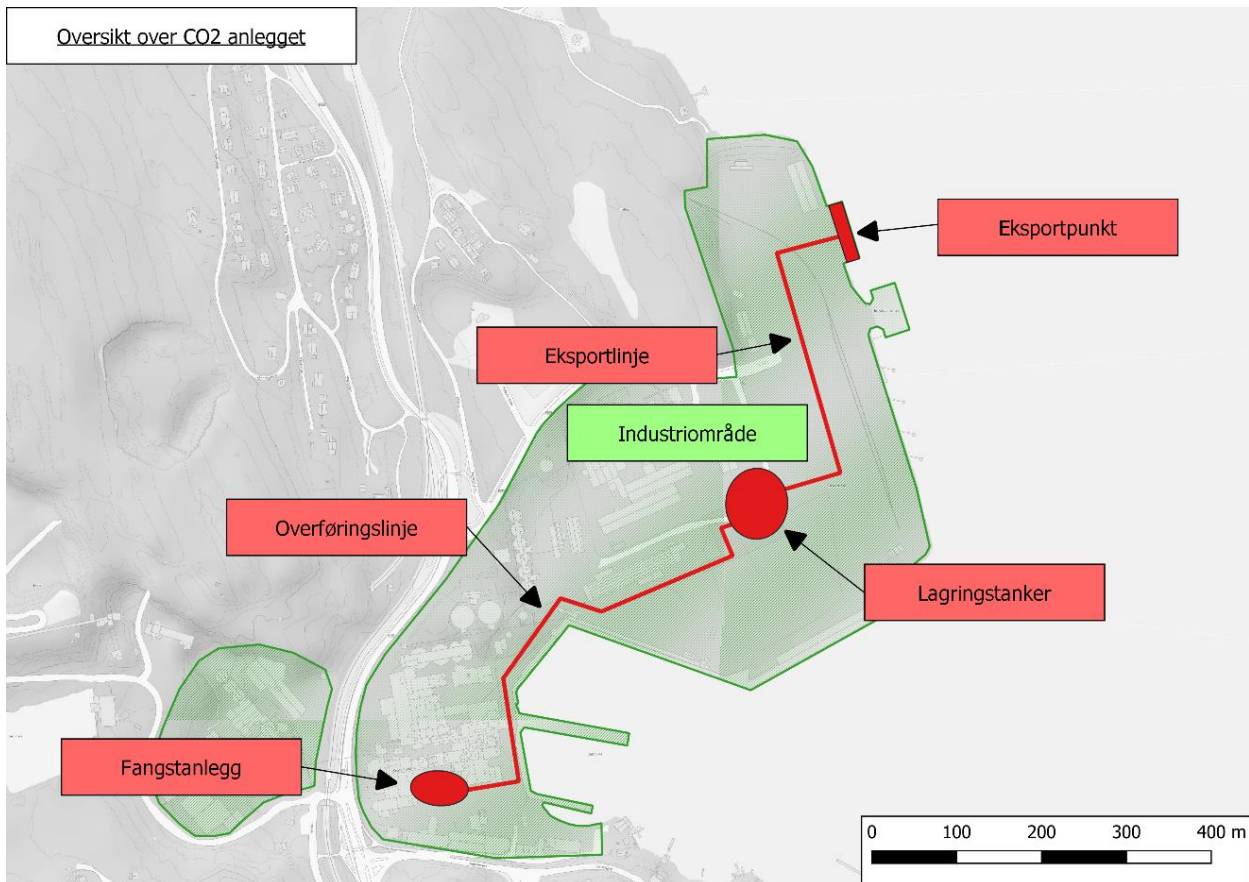 Oversikt over CO2 anlegget
Eksportpunkt
Eksportlinje
Industriområde
Overføringslinje
Lagringstanker
Fangstanlegg
0 100 200 300 400 m